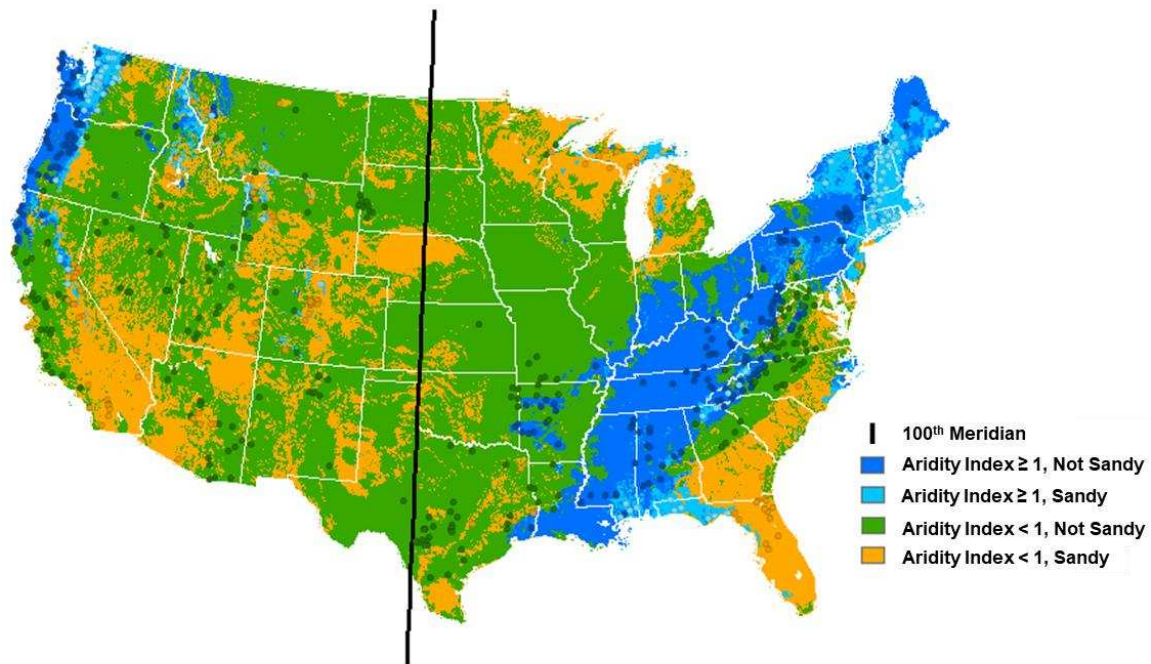 100th Meridian
Aridity Index ≥ 1, Not Sandy
Aridity Index ≥ 1, Sandy
Aridity Index < 1, Not Sandy
Aridity Index < 1, Sandy